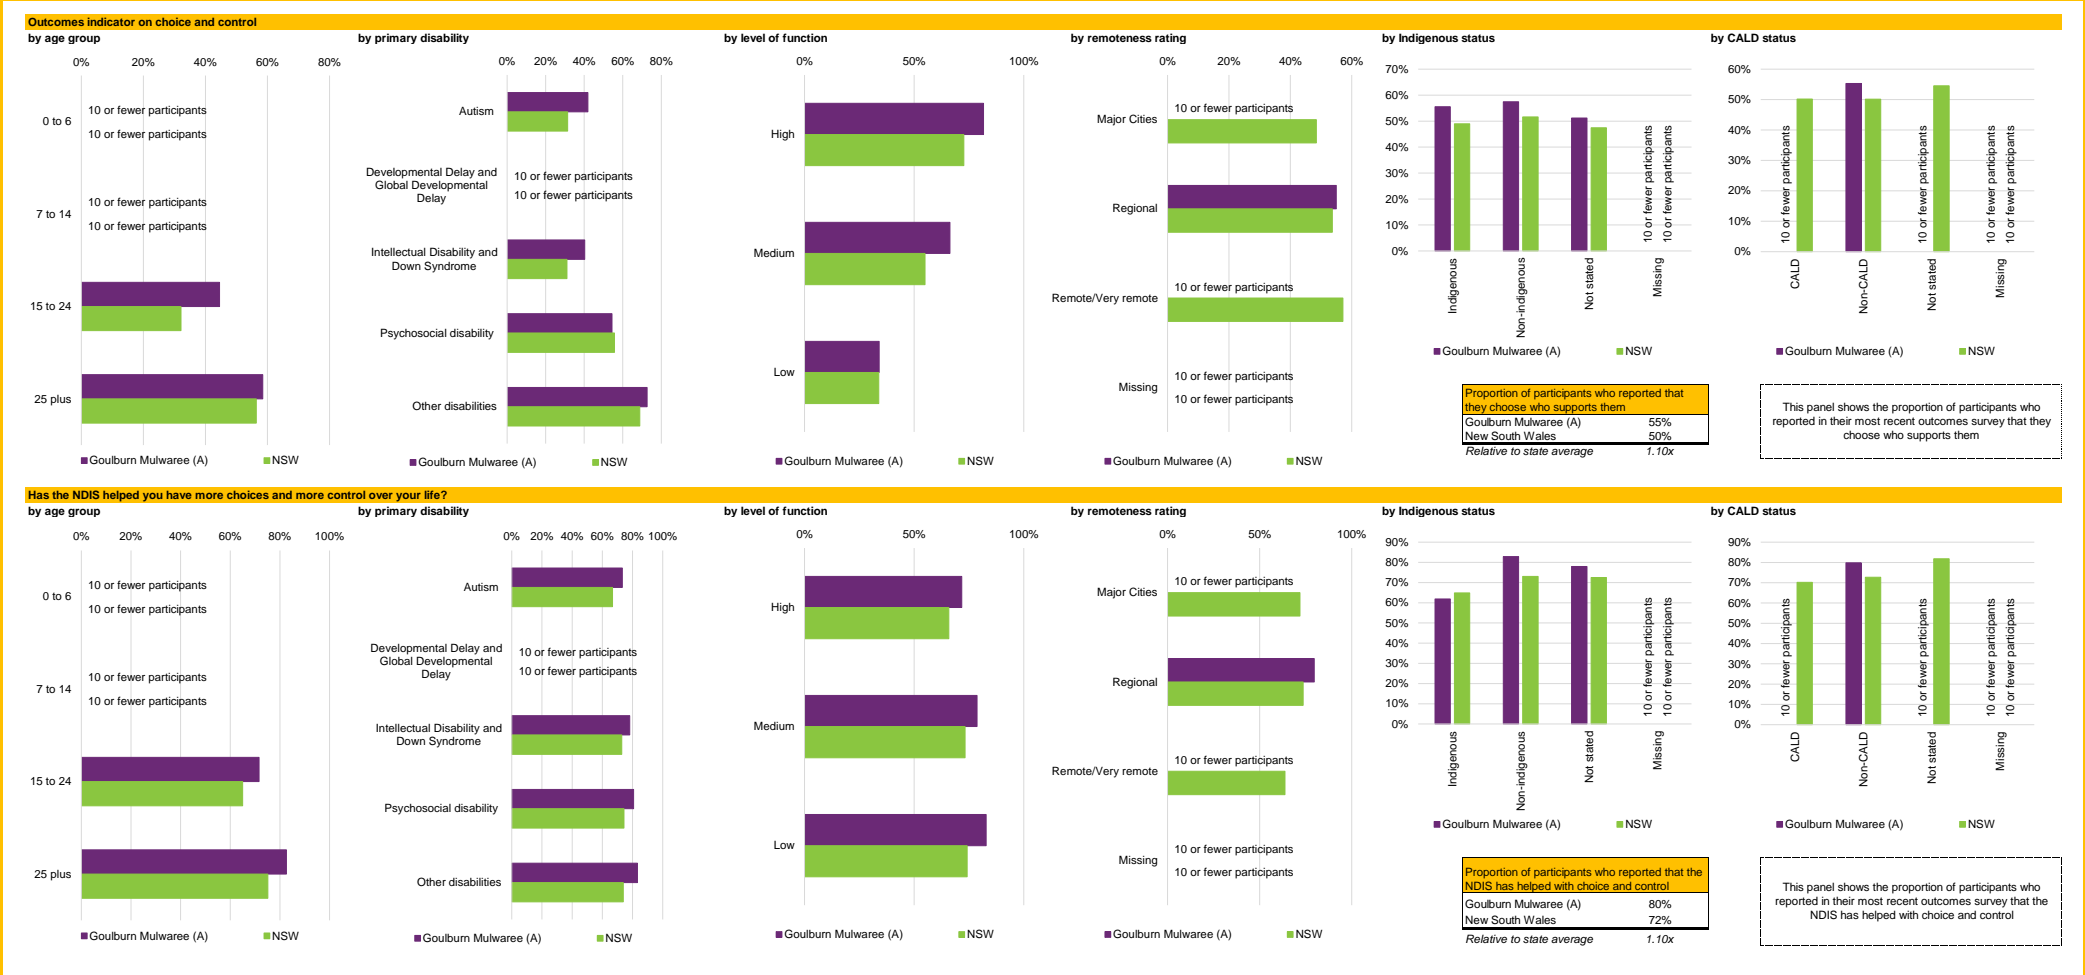 Outcomes indicator on choice and control
by age group
0% 20% 40% 60% 80%
0 to 6
10 or fewer participants
10 or fewer participants
7 to 14
10 or fewer participants
10 or fewer participants
15 to 24
25 plus
Goulburn Mulwaree (A) NSW
by primary disability
0% 20% 40% 60% 80%
Autism
Developmental Delay and
Global Developmental
Delay
10 or fewer participants
10 or fewer participants
Intellectual Disability and
Down Syndrome
Psychosocial disability
Other disabilities
Goulburn Mulwaree (A) NSW
by level of function
0% 50% 100%
High
Medium
Low
Goulburn Mulwaree (A) NSW
by remoteness rating
0% 20% 40% 60%
Major Cities
10 or fewer participants
Regional
Remote/Very remote
10 or fewer participants
Missing
10 or fewer participants
10 or fewer participants
Goulburn Mulwaree (A) NSW
by Indigenous status
70%
60%
50%
40%
30%
20%
10%
0%
10 or fewer participants
10 or fewer participants
Indigenous
Non-indigenous
Not stated
Missing
Goulburn Mulwaree (A) NSW
by CALD status
60%
50%
40%
30%
20%
10%
0%
10 or fewer participants
10 or fewer participants
10 or fewer participants
10 or fewer participants
CALD
Non-CALD
Not stated
Missing
Goulburn Mulwaree (A) NSW
Proportion of participants who reported that
they choose who supports them
Goulburn Mulwaree (A) 55%
New South Wales 50%
Relative to state average 1.10x
This panel shows the proportion of participants who
reported in their most recent outcomes survey that they
choose who supports them
Has the NDIS helped you have more choices and more control over your life?
by age group
0% 20% 40% 60% 80% 100%
0 to 6
10 or fewer participants
10 or fewer participants
7 to 14
10 or fewer participants
10 or fewer participants
15 to 24
25 plus
Goulburn Mulwaree (A) NSW
by primary disability
0% 20% 40% 60% 80% 100%
Autism
Developmental Delay and
Global Developmental
Delay
10 or fewer participants
10 or fewer participants
Intellectual Disability and
Down Syndrome
Psychosocial disability
Other disabilities
Goulburn Mulwaree (A) NSW
by level of function
0% 50% 100%
High
Medium
Low
Goulburn Mulwaree (A) NSW
by remoteness rating
0% 50% 100%
Major Cities
10 or fewer participants
Regional
Remote/Very remote
10 or fewer participants
Missing
10 or fewer participants
10 or fewer participants
Goulburn Mulwaree (A) NSW
by Indigenous status
90%
80%
70%
60%
50%
40%
30%
20%
10%
0%
10 or fewer participants
10 or fewer participants
Indigenous
Non-indigenous
Not stated
Missing
Goulburn Mulwaree (A) NSW
by CALD status
90%
80%
70%
60%
50%
40%
30%
20%
10%
0%
10 or fewer participants
10 or fewer participants
10 or fewer participants
10 or fewer participants
CALD
Non-CALD
Not stated
Missing
Goulburn Mulwaree (A) NSW
Proportion of participants who reported that the
NDIS has helped with choice and control
Goulburn Mulwaree (A) 80%
New South Wales 72%
Relative to state average 1.10x
This panel shows the proportion of participants who
reported in their most recent outcomes survey that the
NDIS has helped with choice and control